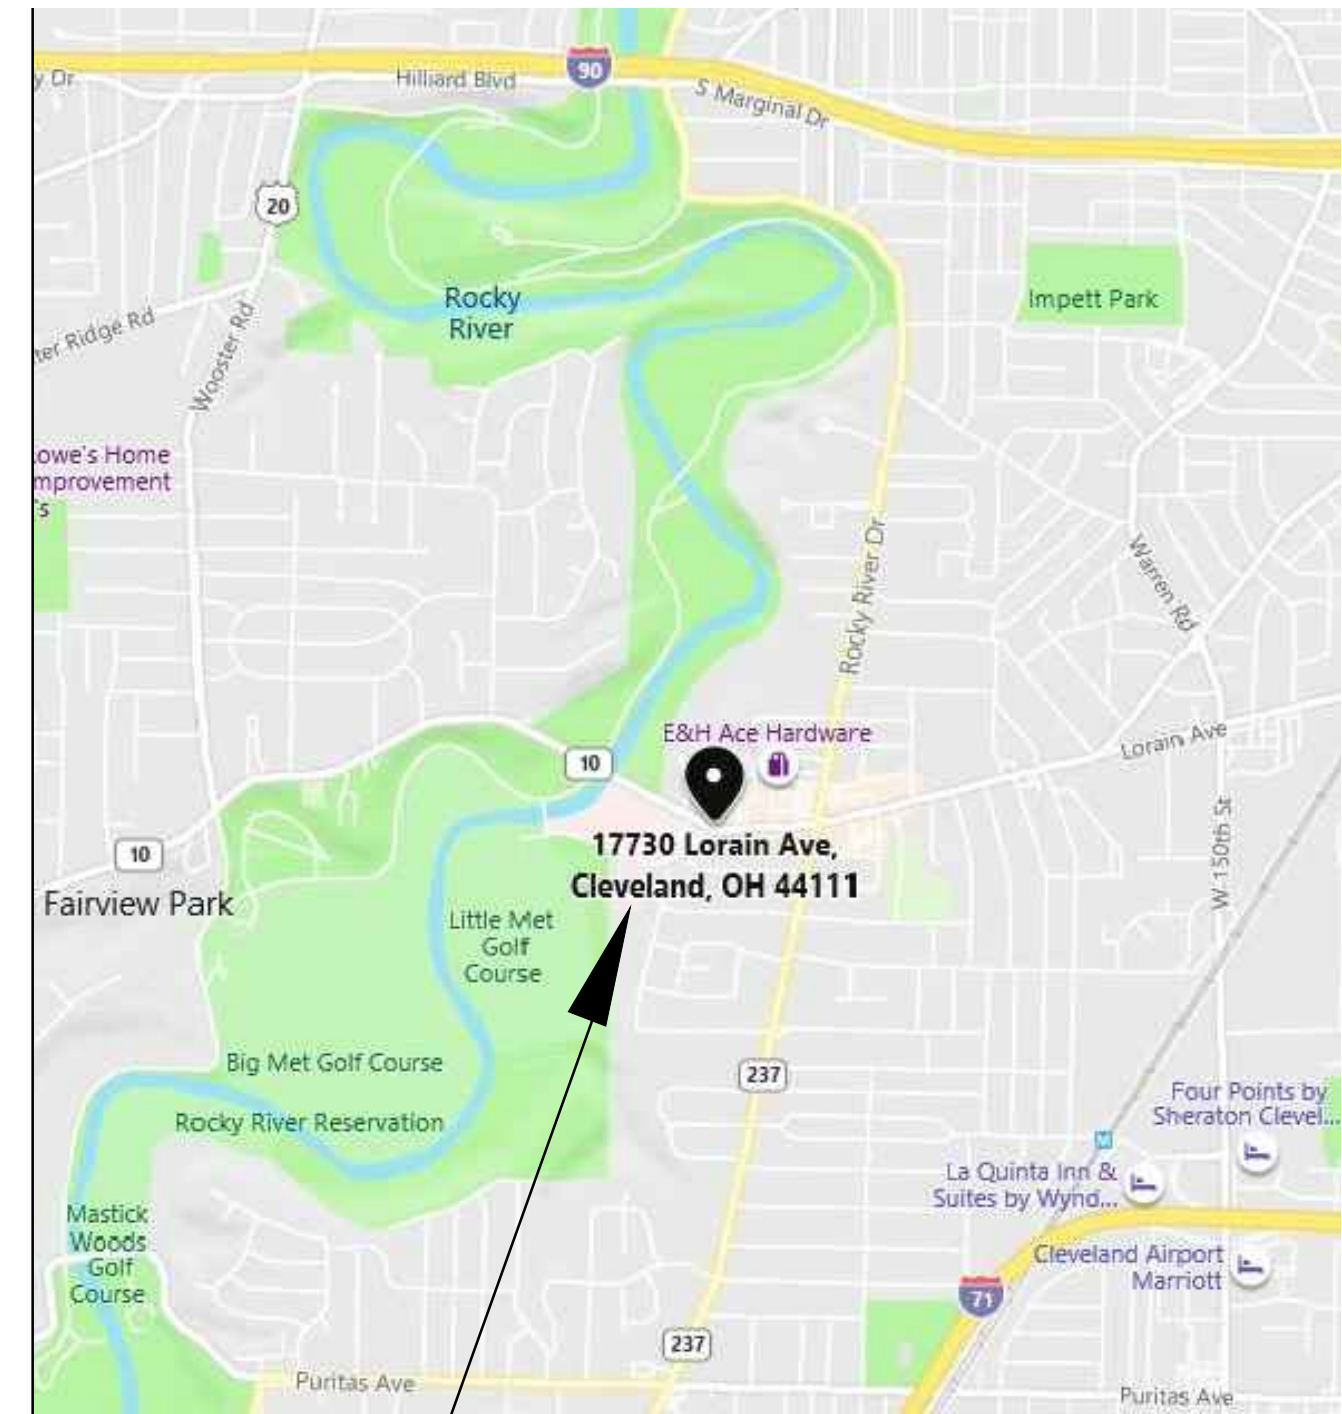 y Dr
Hilliard Blvd
90
S Marginal Dr
20
Rocky
River
Impett Park
ter Ridge Rd
Wooster Rd
owe's Home
mprovement
's
Rocky River Dr
Warren Rd
E&H Ace Hardware
Lorain Ave
10
17730 Lorain Ave,
Cleveland, OH 44111
10
W 150th St
Fairview Park
Little Met
Golf
Course
Big Met Golf Course
237
Four Points by
Sheraton Clevel...
Rocky River Reservation
M
La Quinta Inn &
Suites by Wynd...
Mastick
Woods
Golf
Course
Cleveland Airport
Marriott
71
237
Puritas Ave
Puritas Ave